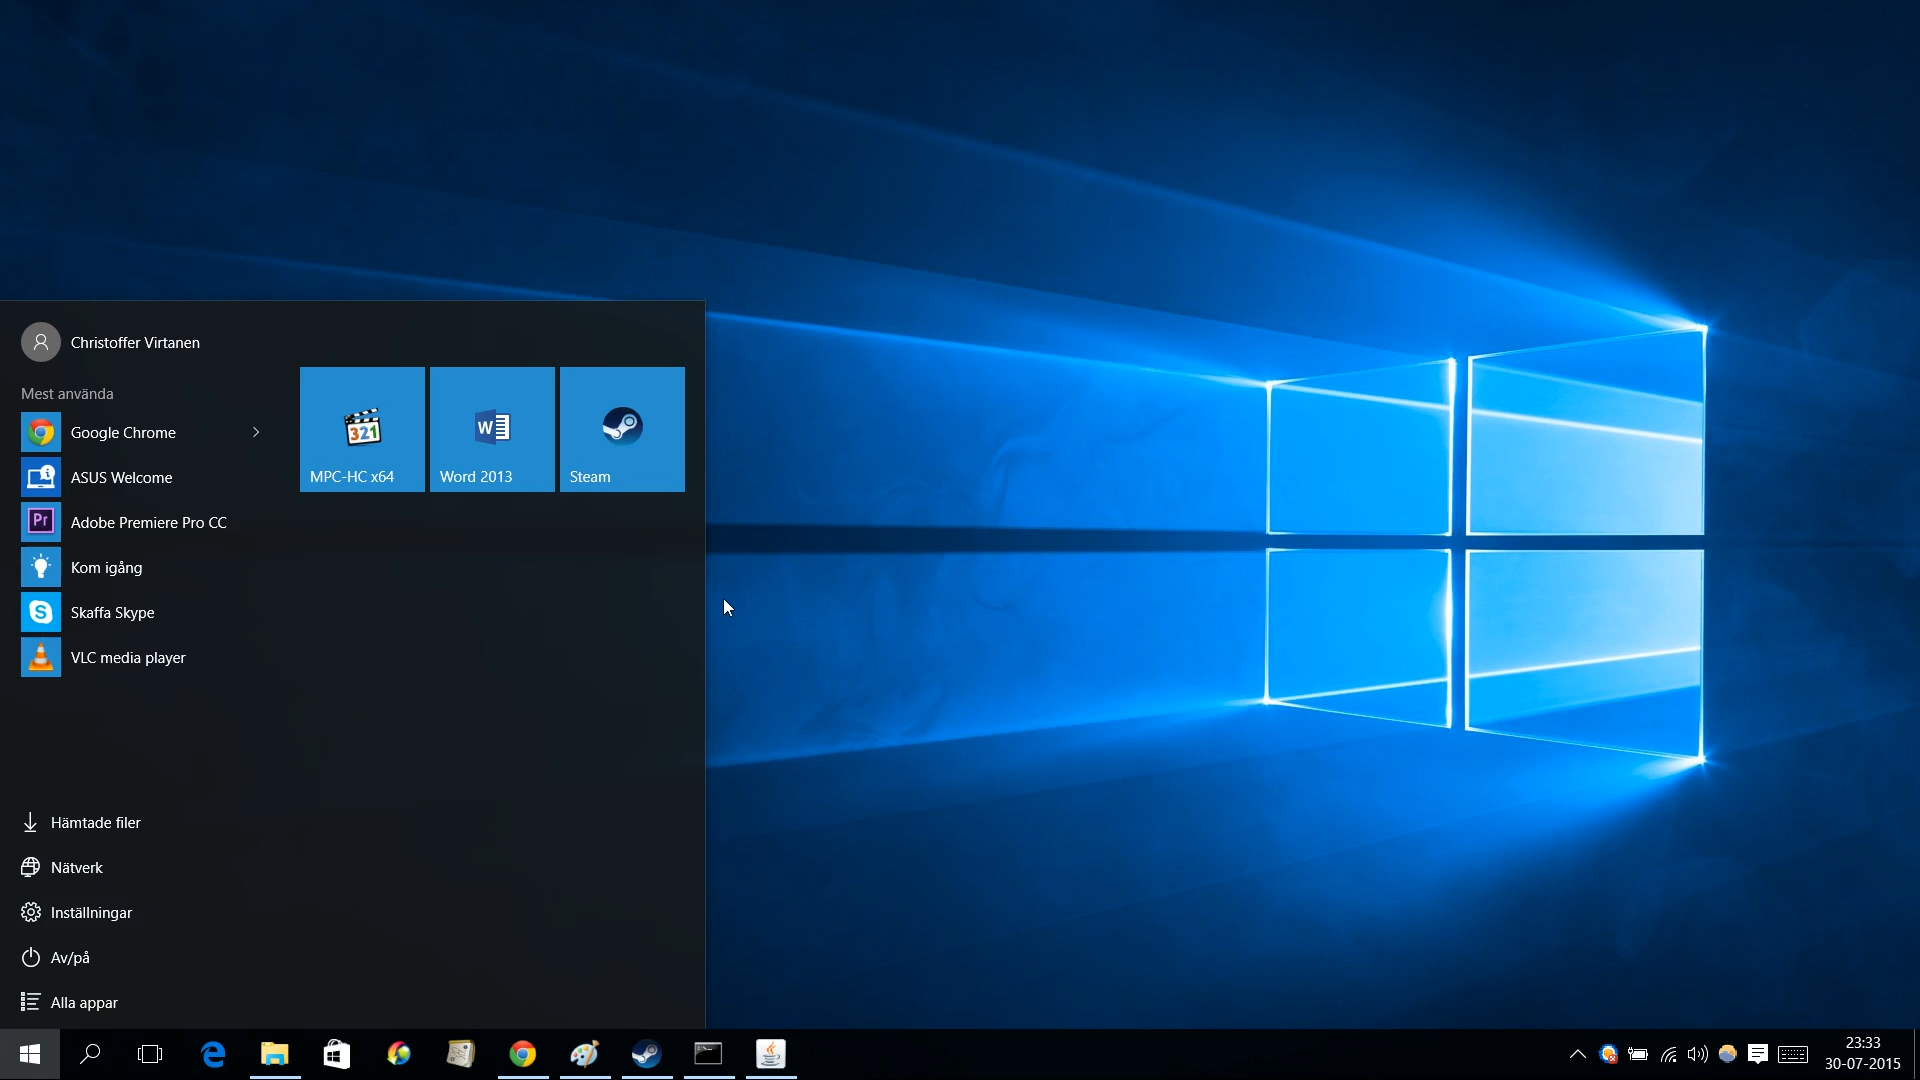 Christoffer Virtanen
Mest använda
Google Chrome
ASUS Welcome
Pr
Adobe Premiere Pro CC
Kom igång
S
Skaffa Skype
VLC media player
321
MPC-HC x64
W
Word 2013
Steam
Hämtade filer
Nätverk
Inställningar
Av/på
Alla appar
23:33
30-07-2015